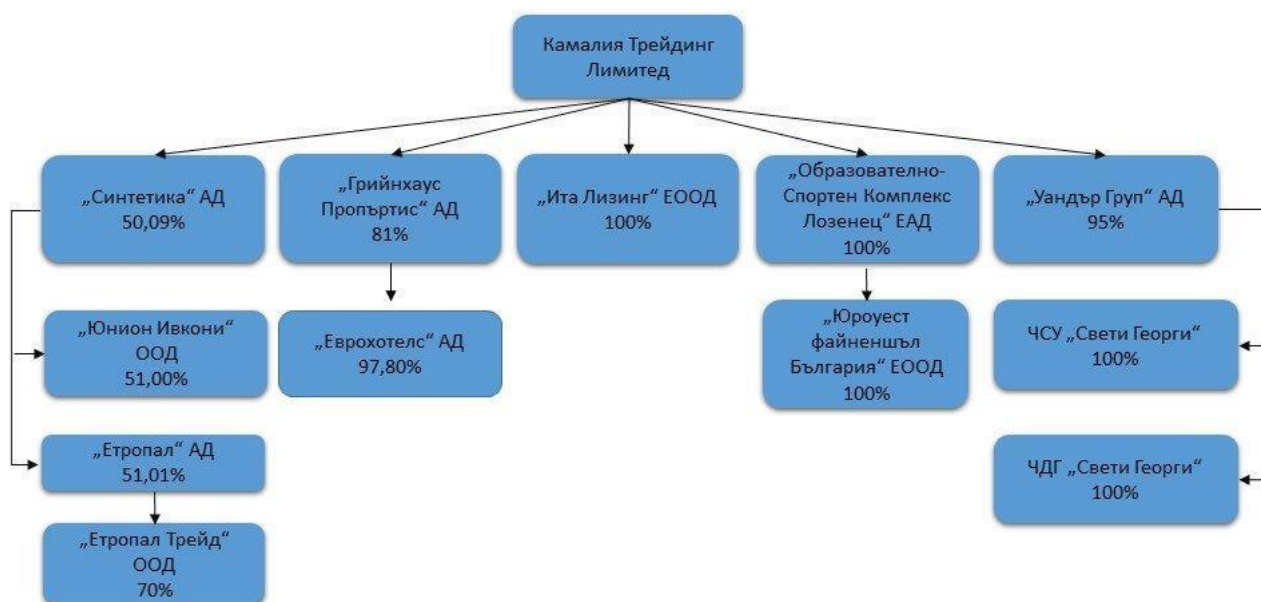 Камалия Трейдинг
Лимитед
„Синтетика“ АД
50,09%
„Грийнхаус
Пропъртис“ АД
81%
„Ита Лизинг“ ЕООД
100%
„Образователно-
Спортен Комплекс
Лозенец“ ЕАД
100%
„Уандър Груп“ АД
95%
„Юнион Ивкони“
ООД
51,00%
„Еврохотелс“ АД
97,80%
„Юроуест
файненшъл
България“ ЕООД
100%
ЧСУ „Свети Георги“
100%
„Етропал“ АД
51,01%
ЧДГ „Свети Георги“
100%
„Етропал Трейд“
ООД
70%